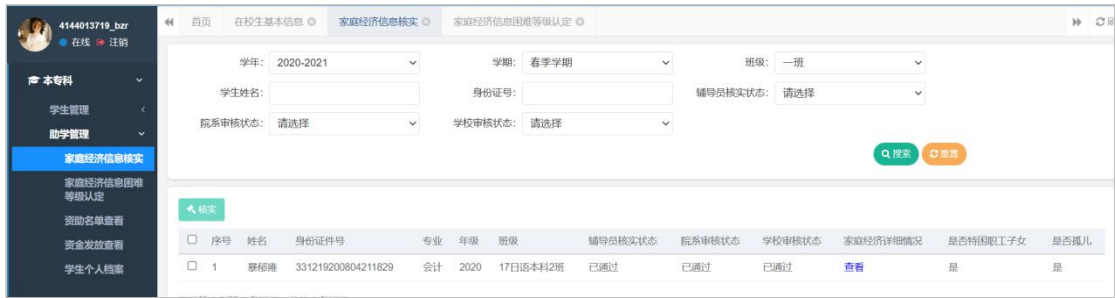 4144013719_bzr
在线 注销
首页 在校生基本信息 家庭经济信息核实 家庭经济信息困难等级认定
学年: 2020-2021 学期: 春季学期 班级: 一班
本专科
学生姓名: 身份证号: 辅导员核实状态: 请选择
学生管理
院系审核状态: 请选择 学校审核状态: 请选择
助学管理
家庭经济信息核实
搜索 重置
家庭经济信息困难
等级认定
资助名单查看
核实
资金发放查看
序号 姓名 身份证件号 专业 年级 班级 辅导员核实状态 院系审核状态 学校审核状态 家庭经济详细情况 是否特困职工子女 是否孤儿
学生个人档案
1 暴郁雍 331219200804211829 会计 2020 17日语本科2班 已通过 已通过 已通过 查看 是 是